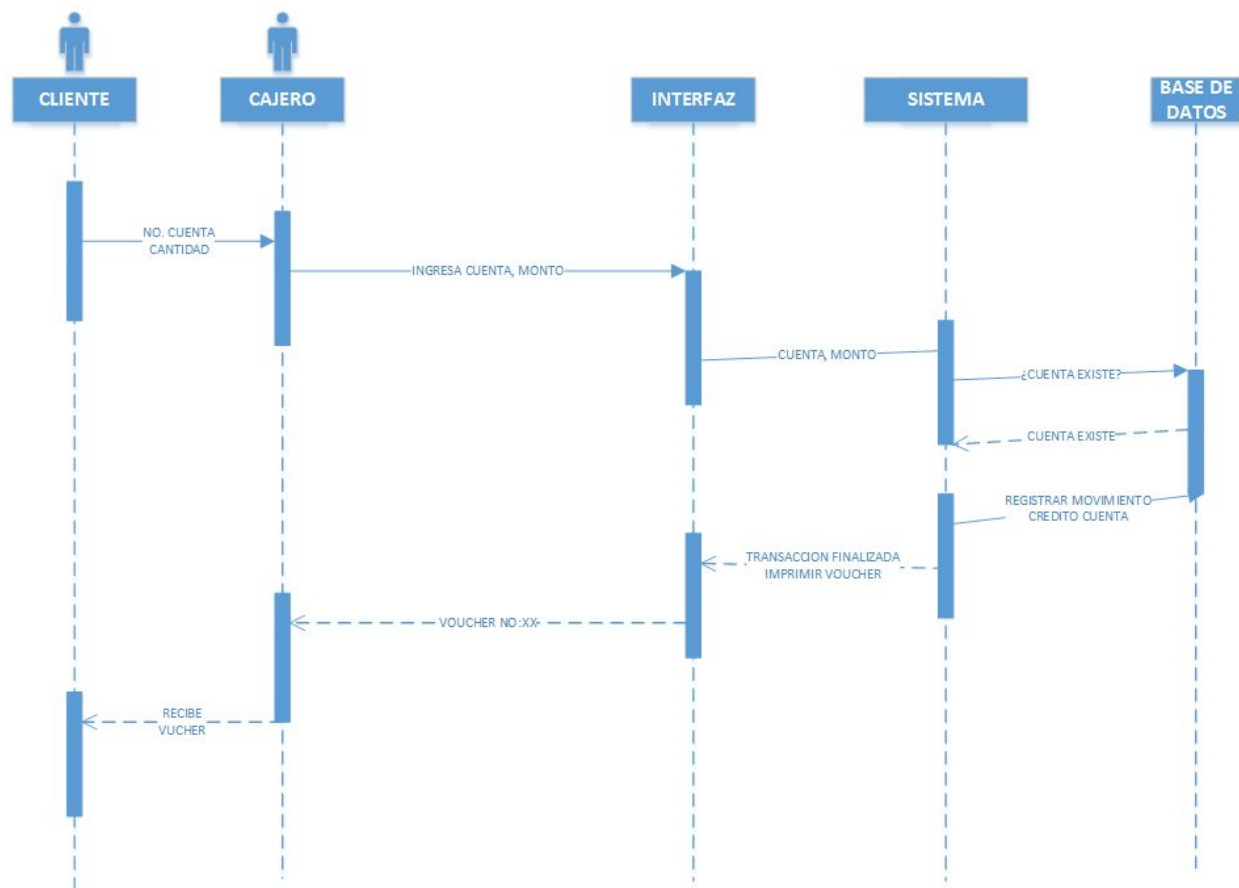 CLIENTE
CAJERO
INTERFAZ
SISTEMA
BASE DE
DATOS
NO. CUENTA
CANTIDAD
INGRESA CUENTA, MONTO
CUENTA, MONTO
¿CUENTA EXISTE?
CUENTA EXISTE
REGISTRAR MOVIMIENTO
CREDITO CUENTA
TRANSACCION FINALIZADA
IMPRIMIR VOUCHER
VOUCHER NO:XX
RECIBE
VUCHER